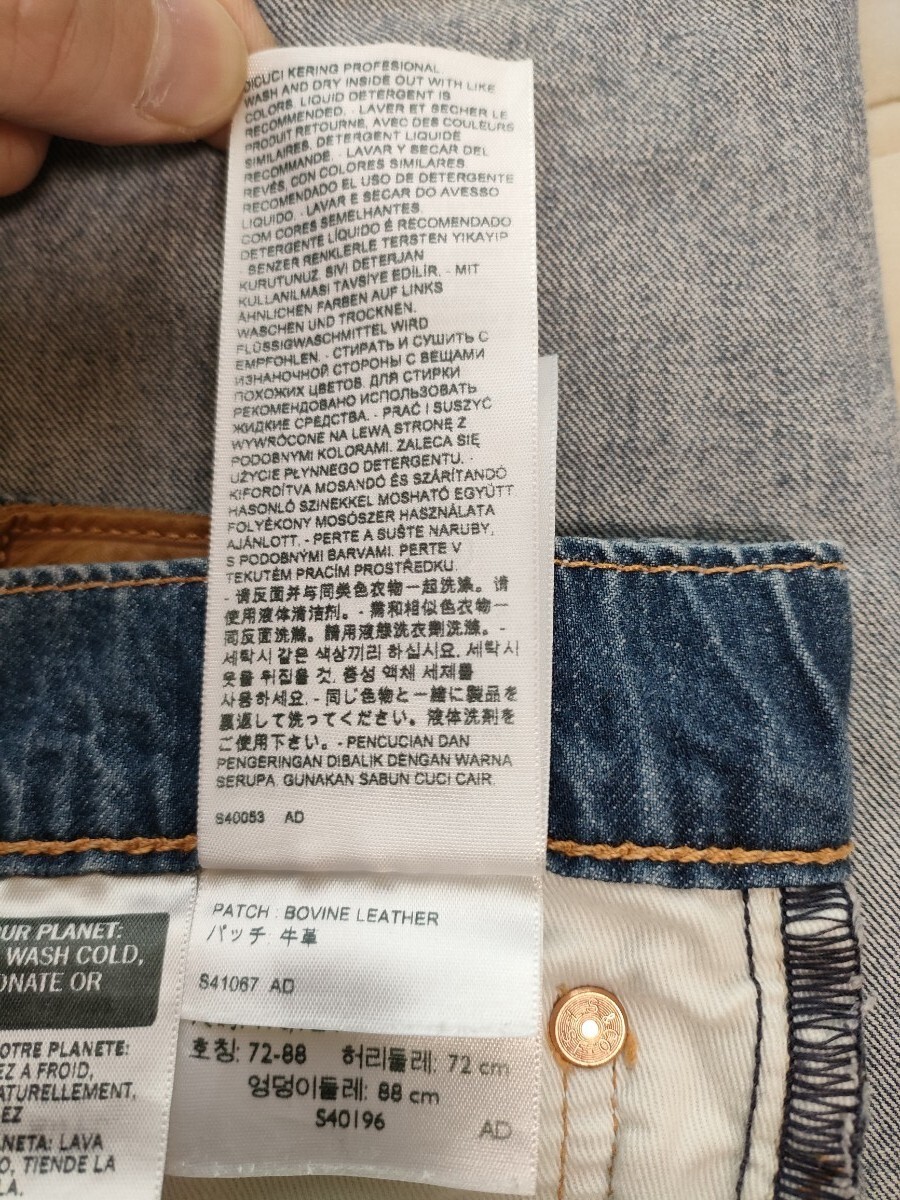 DICUCI KERING PROFESIONAL
WASH AND DRY INSIDE OUT WITH LIKE
COLORS. LIQUID DETERGENT IS
RECOMMENDED. - LAVER ET SECHER LE
PRODUIT RETOURNE, AVEC DES COULEURS
SIMILAIRES. DETERGENT LIQUIDE
RECOMMANDE. - LAVAR Y SECAR DEL
REVÉS, CON COLORES SIMILARES.
RECOMENDADO EL USO DE DETERGENTE
LIQUIDO. - LAVAR E SECAR DO AVESSO
COM CORES SEMELHANTES.
DETERGENTE LÍQUIDO É RECOMENDADO
- BENZER RENKLERLE TERSTEN YIKAYIP
KURUTUNUZ. SIVI DETERJAN
KULLANILMASI TAVSİYE EDİLİR. - MIT
ÄHNLICHEN FARBEN AUF LINKS
WASCHEN UND TROCKNEN.
FLÜSSIGWASCHMITTEL WIRD
EMPFOHLEN. - СТИРАТЬ И СУШИТЬ С
ИЗНАНОЧНОЙ СТОРОНЫ С ВЕЩАМИ
ПОХОЖИХ ЦВЕТОВ. ДЛЯ СТИРКИ
РЕКОМЕНДОВАНО ИСПОЛЬЗОВАТЬ
ЖИДКИЕ СРЕДСТВА. - PRAĆ I SUSZYĆ
WYWRÓCONE NA LEWĄ STRONĘ Z
PODOBNYMI KOLORAMI. ZALECA SIĘ
UŻYCIE PŁYNNEGO DETERGENTU. -
KIFORDÍTVA MOSANDÓ ÉS SZÁRÍTANDÓ
HASONLÓ SZINEKKEL MOSHATÓ EGYÜTT
FOLYÉKONY MOSÓSZER HASZNÁLATA
AJÁNLOTT. - PERTE A SUŠTE NARUBY,
S PODOBNÝMI BARVAMI. PERTE V
TEKUTÉM PRACÍM PROSTŘEDKU.
- 请反面并与同类色衣物一起洗涤。请
使用液体清洁剂。 - 需和相似色衣物一
同反面洗滌。請用液態洗衣劑洗滌。 -
세탁시 같은 색상끼리 하십시요. 세탁시
옷을 뒤집을 것. 중성 액체 세제를
사용하세요. - 同じ色物と一緒に製品を
裏返して洗ってください。液体洗剤を
ご使用下さい。 - PENCUCIAN DAN
PENGERINGAN DIBALIK DENGAN WARNA
SERUPA. GUNAKAN SABUN CUCI CAIR.
S40053 AD
PATCH : BOVINE LEATHER
パッチ: 牛革
S41067 AD
호칭: 72-88 허리둘레: 72 cm
엉덩이둘레: 88 cm
S40196
AD
UR PLANET:
WASH COLD,
ONATE OR
OTRE PLANETE:
EZ A FROID,
ATURELLEMENT,
EZ
NETA: LAVA
O, TIENDE LA
LA.